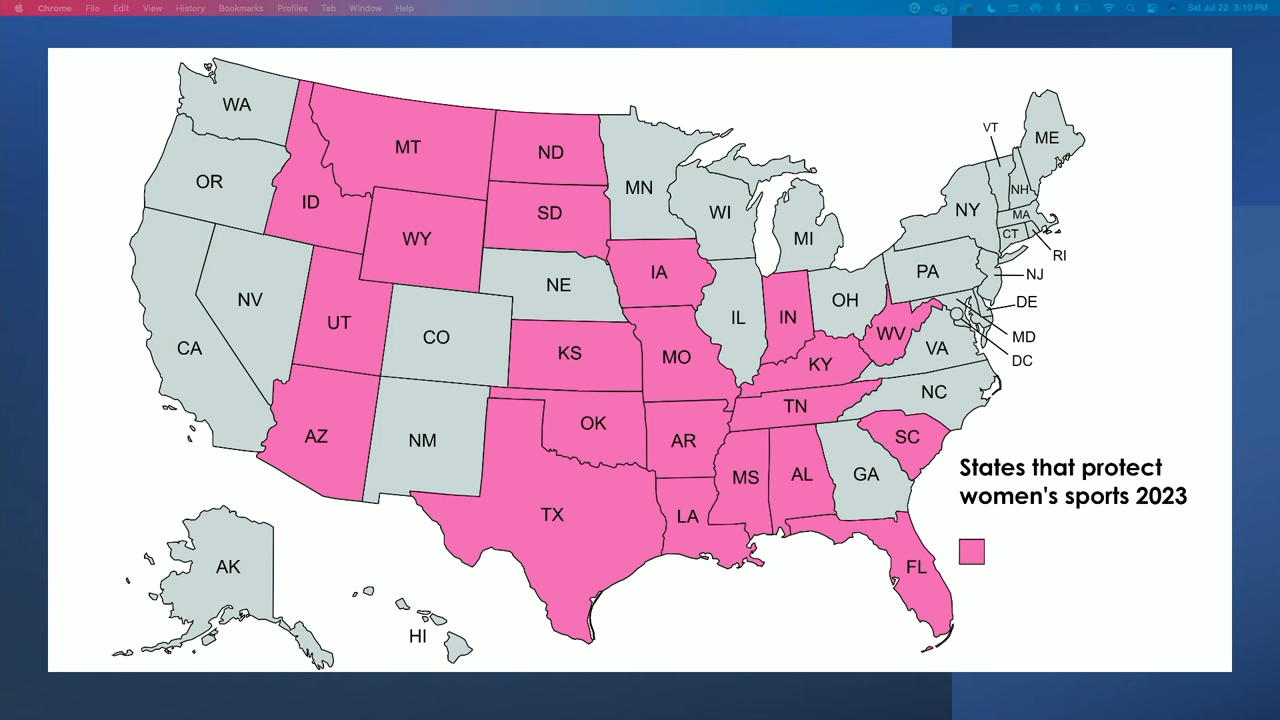 Chrome File Edit View History Bookmarks Profiles Tab Window Help Sat Jul 22 3:10 PM
WA
MT
ND
VT
ME
OR
ID
SD
MN
WI
NH
NY
MA
WY
MI
CT
RI
IA
PA
NJ
NV
NE
OH
DE
UT
CO
IL
IN
WV
MD
CA
KS
MO
KY
VA
DC
NC
AZ
NM
OK
AR
TN
SC
MS
AL
GA
TX
LA
States that protect
women's sports 2023
AK
FL
HI